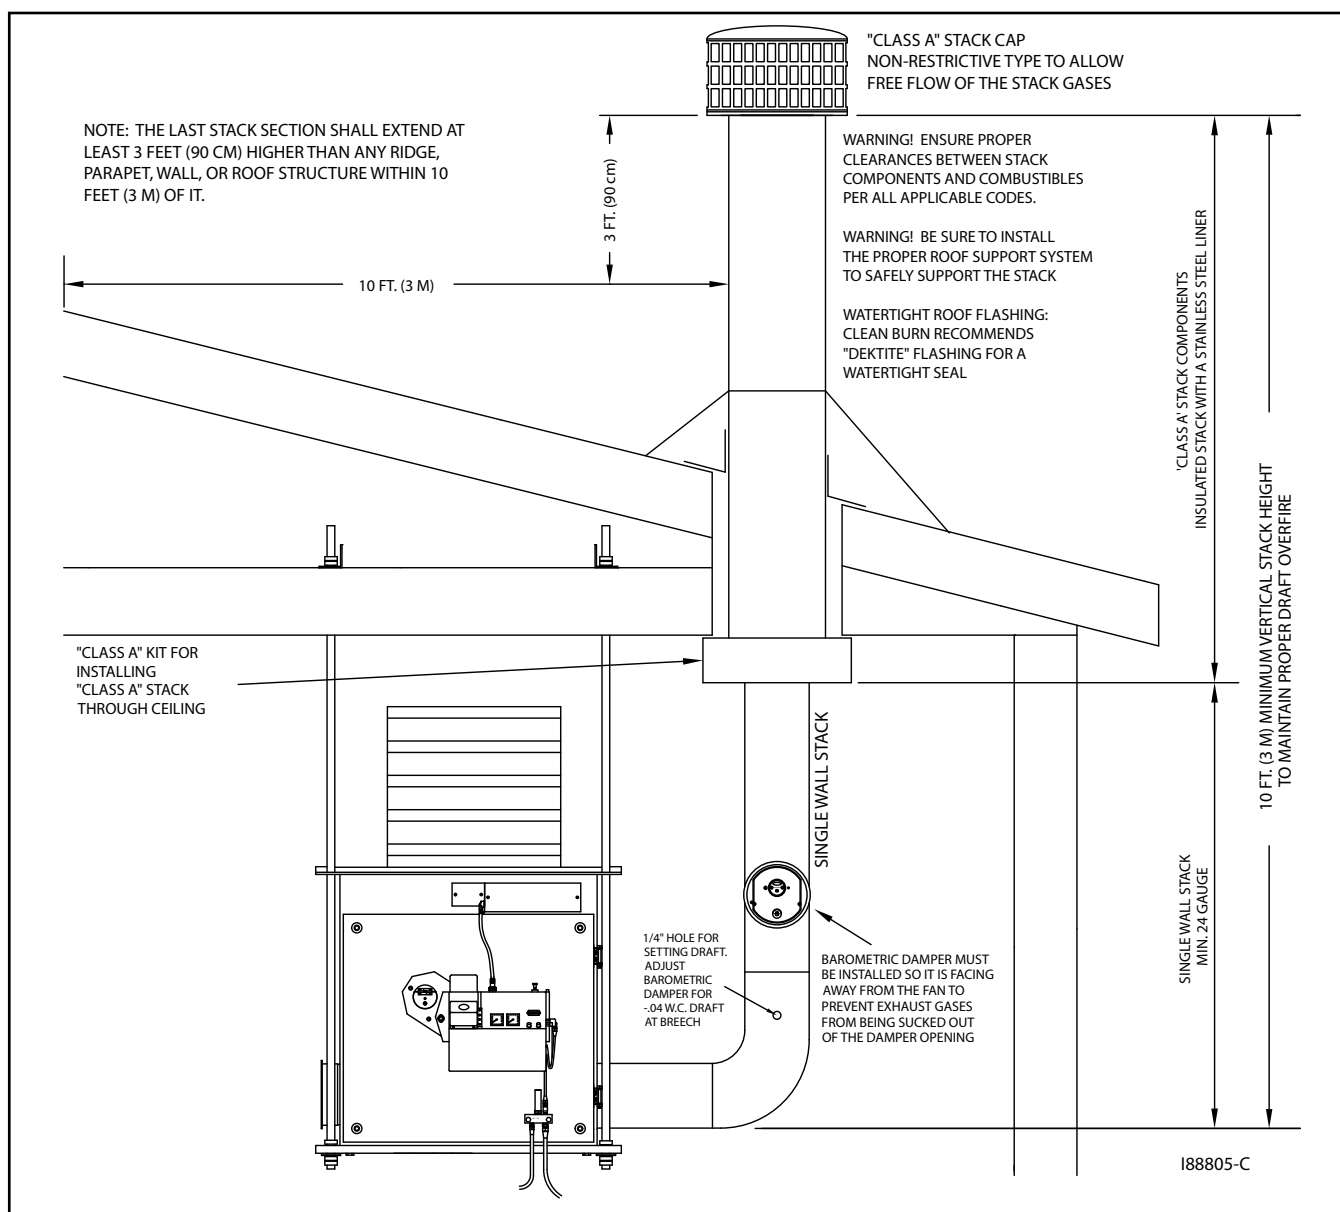 "CLASS A" STACK CAP
NON-RESTRICTIVE TYPE TO ALLOW
FREE FLOW OF THE STACK GASES
NOTE: THE LAST STACK SECTION SHALL EXTEND AT
LEAST 3 FEET (90 CM) HIGHER THAN ANY RIDGE,
PARAPET, WALL, OR ROOF STRUCTURE WITHIN 10
FEET (3 M) OF IT.
3 FT. (90 cm)
10 FT. (3 M)
WARNING! ENSURE PROPER
CLEARANCES BETWEEN STACK
COMPONENTS AND COMBUSTIBLES
PER ALL APPLICABLE CODES.
WARNING! BE SURE TO INSTALL
THE PROPER ROOF SUPPORT SYSTEM
TO SAFELY SUPPORT THE STACK
WATERTIGHT ROOF FLASHING:
CLEAN BURN RECOMMENDS
"DEKTITE" FLASHING FOR A
WATERTIGHT SEAL
'CLASS A' STACK COMPONENTS
INSULATED STACK WITH A STAINLESS STEEL LINER
10 FT. (3 M) MINIMUM VERTICAL STACK HEIGHT
TO MAINTAIN PROPER DRAFT OVERFIRE
"CLASS A" KIT FOR
INSTALLING
"CLASS A" STACK
THROUGH CEILING
SINGLE WALL STACK
SINGLE WALL STACK
MIN. 24 GAUGE
1/4" HOLE FOR
SETTING DRAFT.
ADJUST
BAROMETRIC
DAMPER FOR
-.04 W.C. DRAFT
AT BREECH
BAROMETRIC DAMPER MUST
BE INSTALLED SO IT IS FACING
AWAY FROM THE FAN TO
PREVENT EXHAUST GASES
FROM BEING SUCKED OUT
OF THE DAMPER OPENING
I88805-C